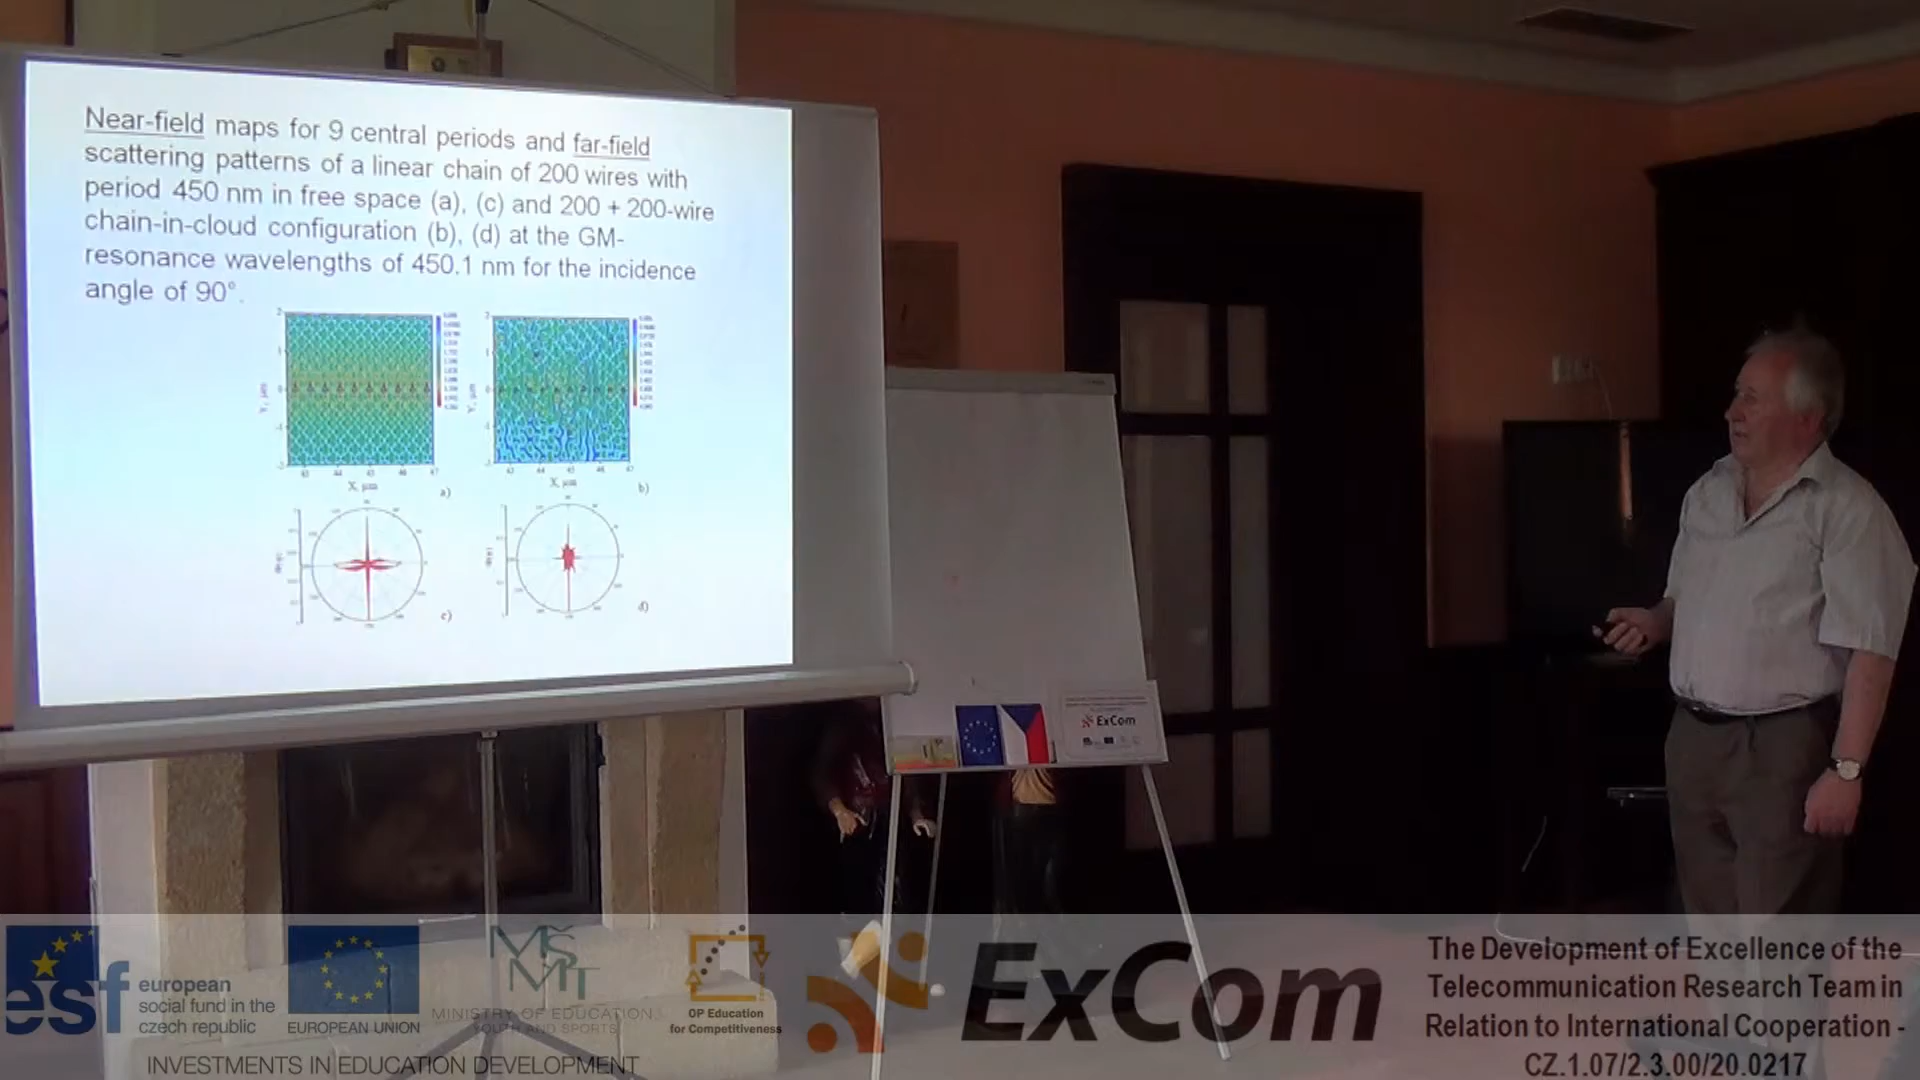 Near-field maps for 9 central periods and far-field
scattering patterns of a linear chain of 200 wires with
period 450 nm in free space (a), (c) and 200 + 200-wire
chain-in-cloud configuration (b), (d) at the GM-
resonance wavelengths of 450.1 nm for the incidence
angle of 90°.
X, μm
a)
X, μm
b)
c)
d)
ExCom
esf
european
social fund in the
czech republic
EUROPEAN UNION
MŠMT
MINISTRY OF EDUCATION,
YOUTH AND SPORTS
OP Education
for Competitiveness
INVESTMENTS IN EDUCATION DEVELOPMENT
ExCom
The Development of Excellence of the
Telecommunication Research Team in
Relation to International Cooperation -
CZ.1.07/2.3.00/20.0217